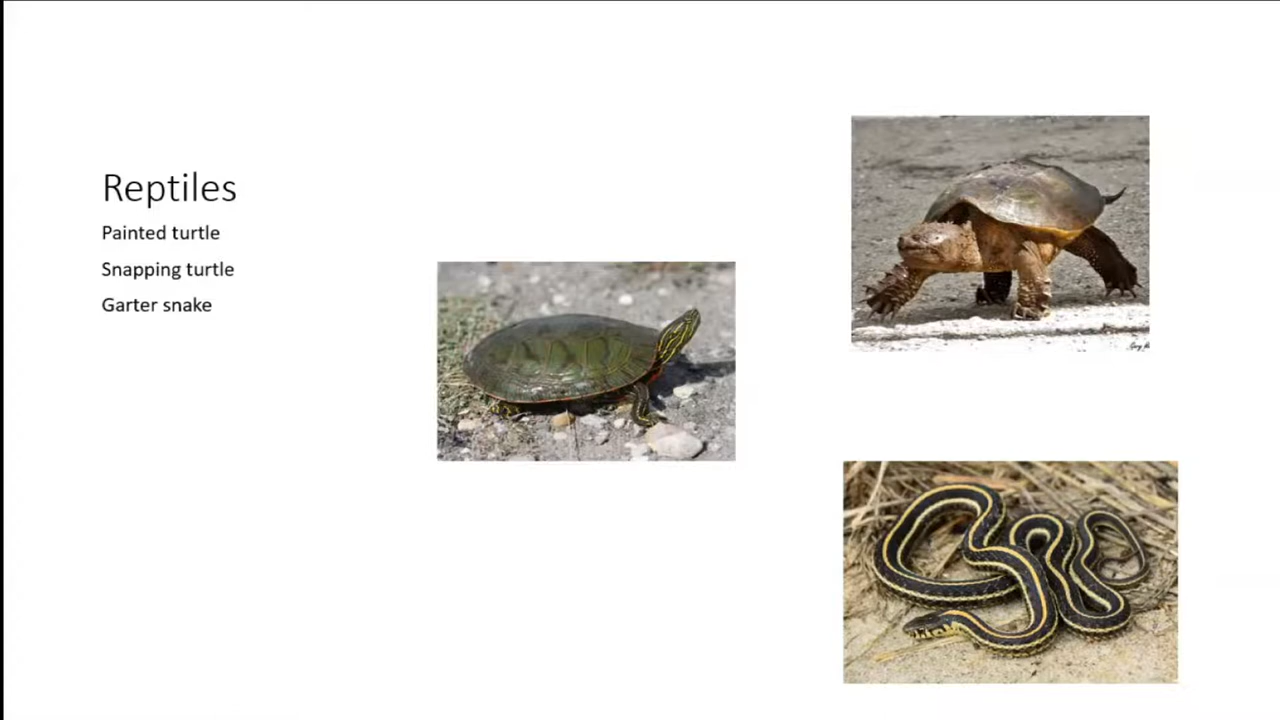 Reptiles
Painted turtle
Snapping turtle
Garter snake